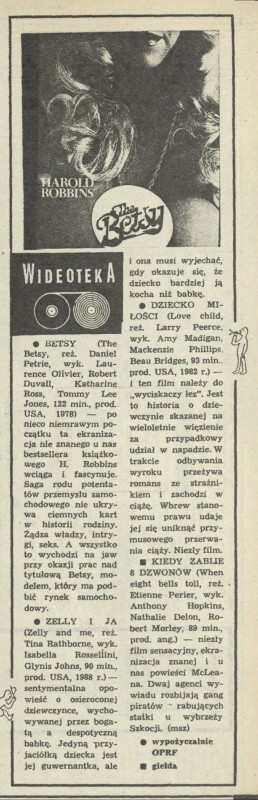 HAROLD
ROBBINS'
The
Betsy
WIDEOTEKA
● BETSY (The
Betsy, reż. Daniel
Petrie, wyk. Lau-
rence Olivier, Robert
Duvall, Katharine
Ross, Tommy Lee
Jones, 122 min., prod.
USA, 1978) — po
nieco niemrawym po-
czątku ta ekraniza-
cja nie znanego u nas
bestsellera książko-
wego H. Robbins
wciąga i fascynuje.
Saga rodu potenta-
tów przemysłu samo-
chodowego nie ukry-
wa ciemnych kart
w historii rodziny.
Żądza władzy, intry-
gi, seks. A wszystko
to wychodzi na jaw
przy okazji prac nad
tytułową Betsy, mo-
delem, który ma pod-
bić rynek samocho-
dowy.
● ZELLY I JA
(Zelly and me, reż.
Tina Rathborne, wyk.
Isabella Rossellini,
Glynis Johns, 90 min.,
prod. USA, 1988 r.) —
sentymentalna opo-
wieść o osieroconej
dziewczynce, wycho-
wywanej przez boga-
tą a despotyczną
babkę. Jedyną przy-
jaciółką dziecka jest
jej guwernantka, ale
i ona musi wyjechać,
gdy okazuje się, że
dziecko bardziej ją
kocha niż babkę.
● DZIECKO MI-
ŁOŚCI (Love child,
reż. Larry Peerce,
wyk. Amy Madigan,
Mackenzie Phillips,
Beau Bridges, 93 min.,
prod. USA, 1982 r.) —
i ten film należy do
„wyciskaczy łez”. Jest
to historia o dzie-
wczynie skazanej na
wieloletnie więzienie
za przypadkowy
udział w napadzie. W
trakcie odbywania
wyroku przeżywa
romans ze strażni-
kiem i zachodzi w
ciążę. Wbrew stano-
wemu prawu udaje
jej się uniknąć przy-
musowego przerwa-
nia ciąży. Niezły film.
■ KIEDY ZABIJE
8 DZWONÓW (When
eight bells toll, reż.
Etienne Perier, wyk.
Anthony Hopkins,
Nathalie Delon, Ro-
bert Morley, 89 min.,
prod. ang.) — niezły
film sensacyjny, ekra-
nizacja znanej i u
nas powieści McLea-
na. Dwaj agenci wy-
wiadu rozbijają gang
piratów rabujących
statki u wybrzeży
Szkocji. (msz)
● wypożyczalnie
OPRF
■ giełda